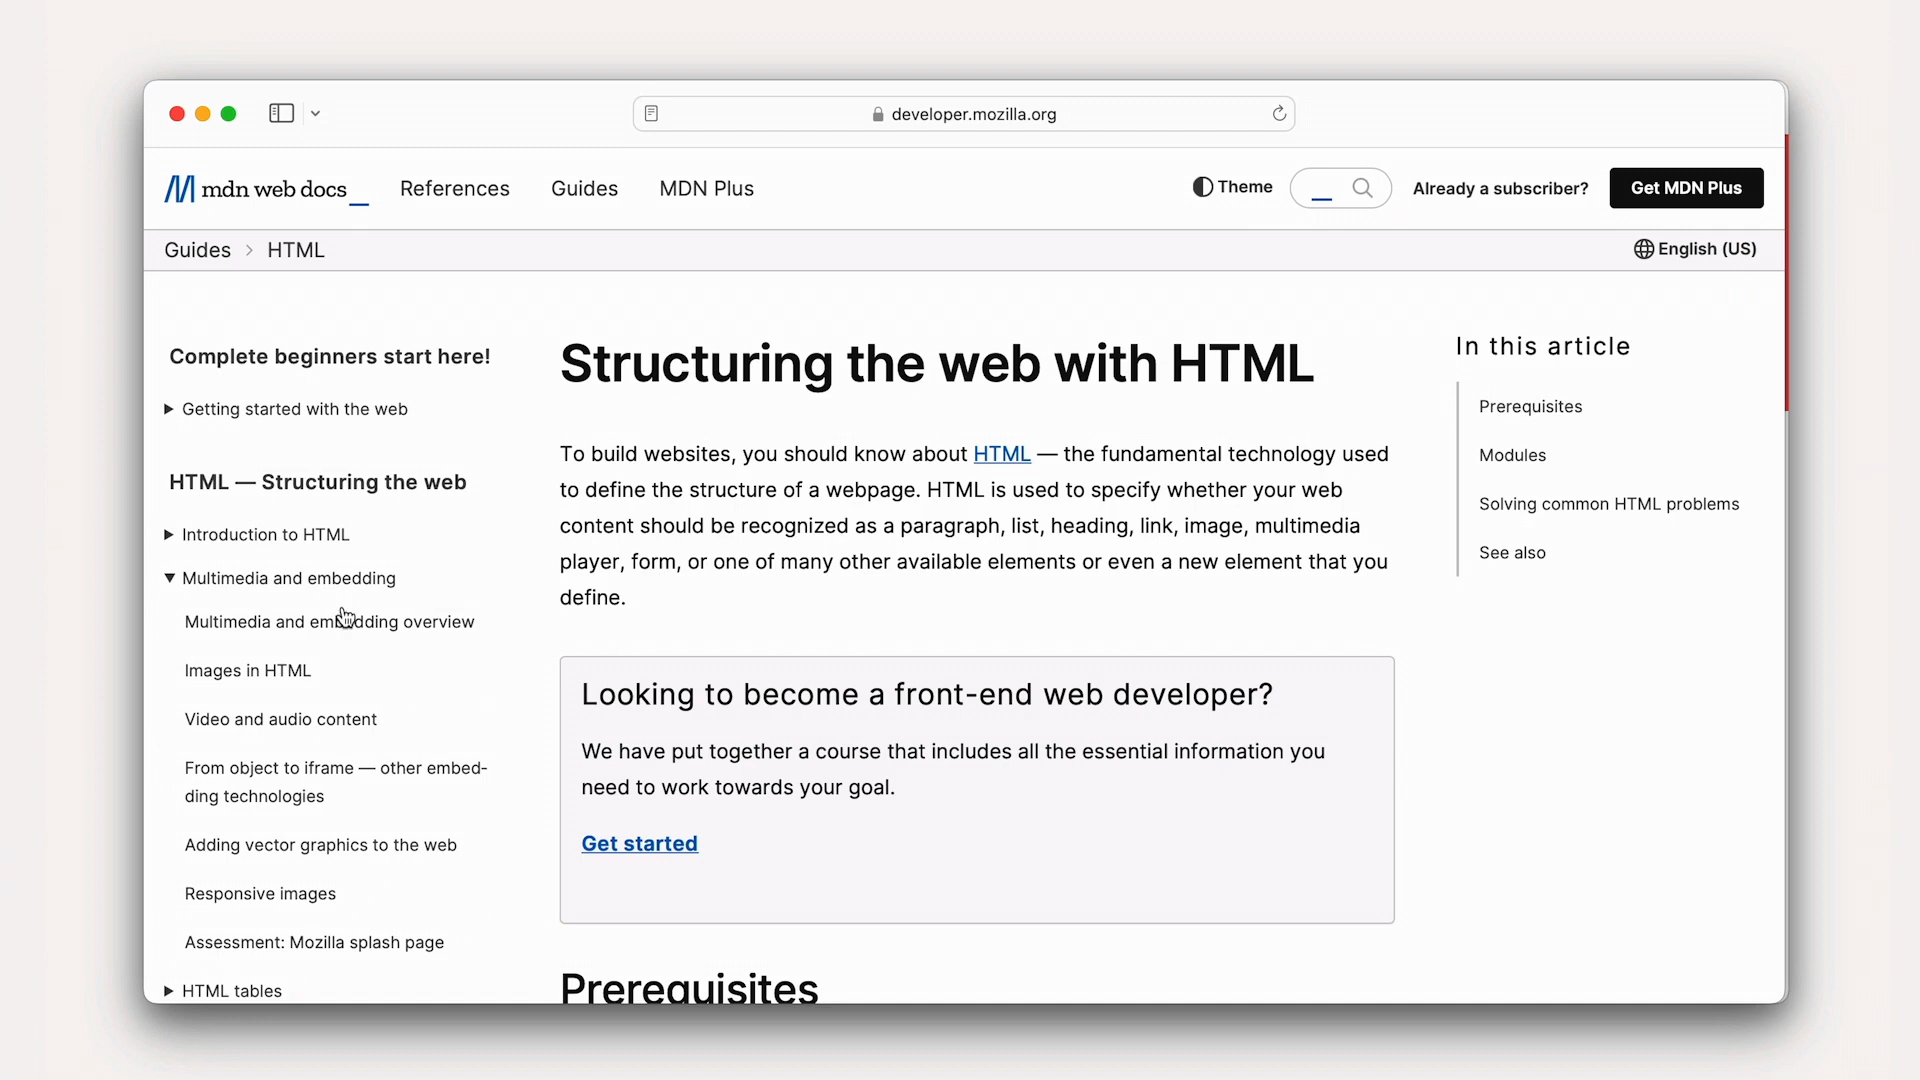 developer.mozilla.org
mdn web docs
References
Guides
MDN Plus
Theme
Already a subscriber?
Get MDN Plus
Guides
HTML
English (US)
Complete beginners start here!
Getting started with the web
HTML — Structuring the web
Introduction to HTML
Multimedia and embedding
Multimedia and embedding overview
Images in HTML
Video and audio content
From object to iframe — other embed-
ding technologies
Adding vector graphics to the web
Responsive images
Assessment: Mozilla splash page
HTML tables
Structuring the web with HTML
To build websites, you should know about HTML — the fundamental technology used
to define the structure of a webpage. HTML is used to specify whether your web
content should be recognized as a paragraph, list, heading, link, image, multimedia
player, form, or one of many other available elements or even a new element that you
define.
Looking to become a front-end web developer?
We have put together a course that includes all the essential information you
need to work towards your goal.
Get started
Prerequisites
In this article
Prerequisites
Modules
Solving common HTML problems
See also